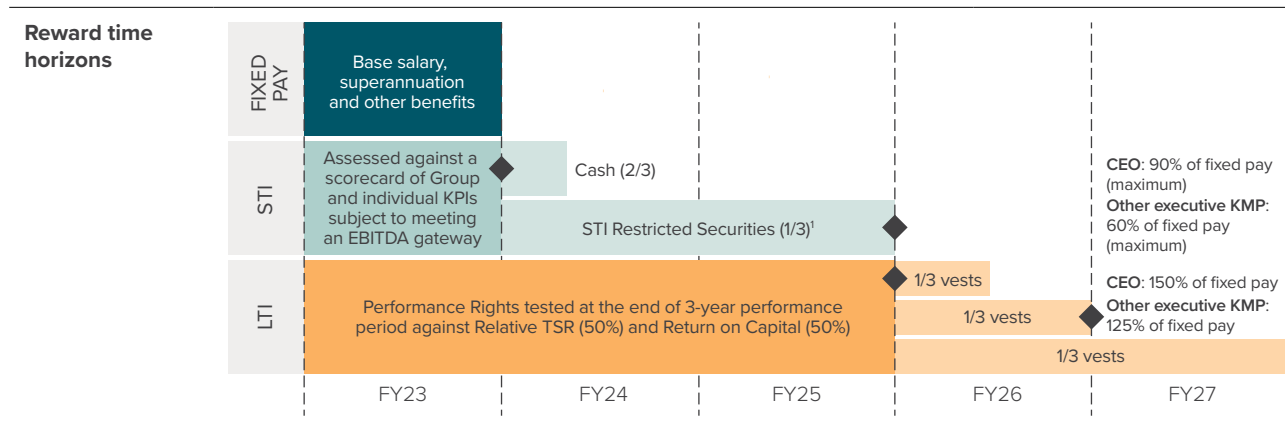 Reward time
horizons
FIXED
PAY
Base salary,
superannuation
and other benefits
STI
Assessed against a
scorecard of Group
and individual KPIs
subject to meeting
an EBITDA gateway
Cash (2/3)
STI Restricted Securities (1/3)¹
CEO: 90% of fixed pay
(maximum)
Other executive KMP:
60% of fixed pay
(maximum)
LTI
Performance Rights tested at the end of 3-year performance
period against Relative TSR (50%) and Return on Capital (50%)
1/3 vests
1/3 vests
1/3 vests
CEO: 150% of fixed pay
Other executive KMP:
125% of fixed pay
FY23
FY24
FY25
FY26
FY27